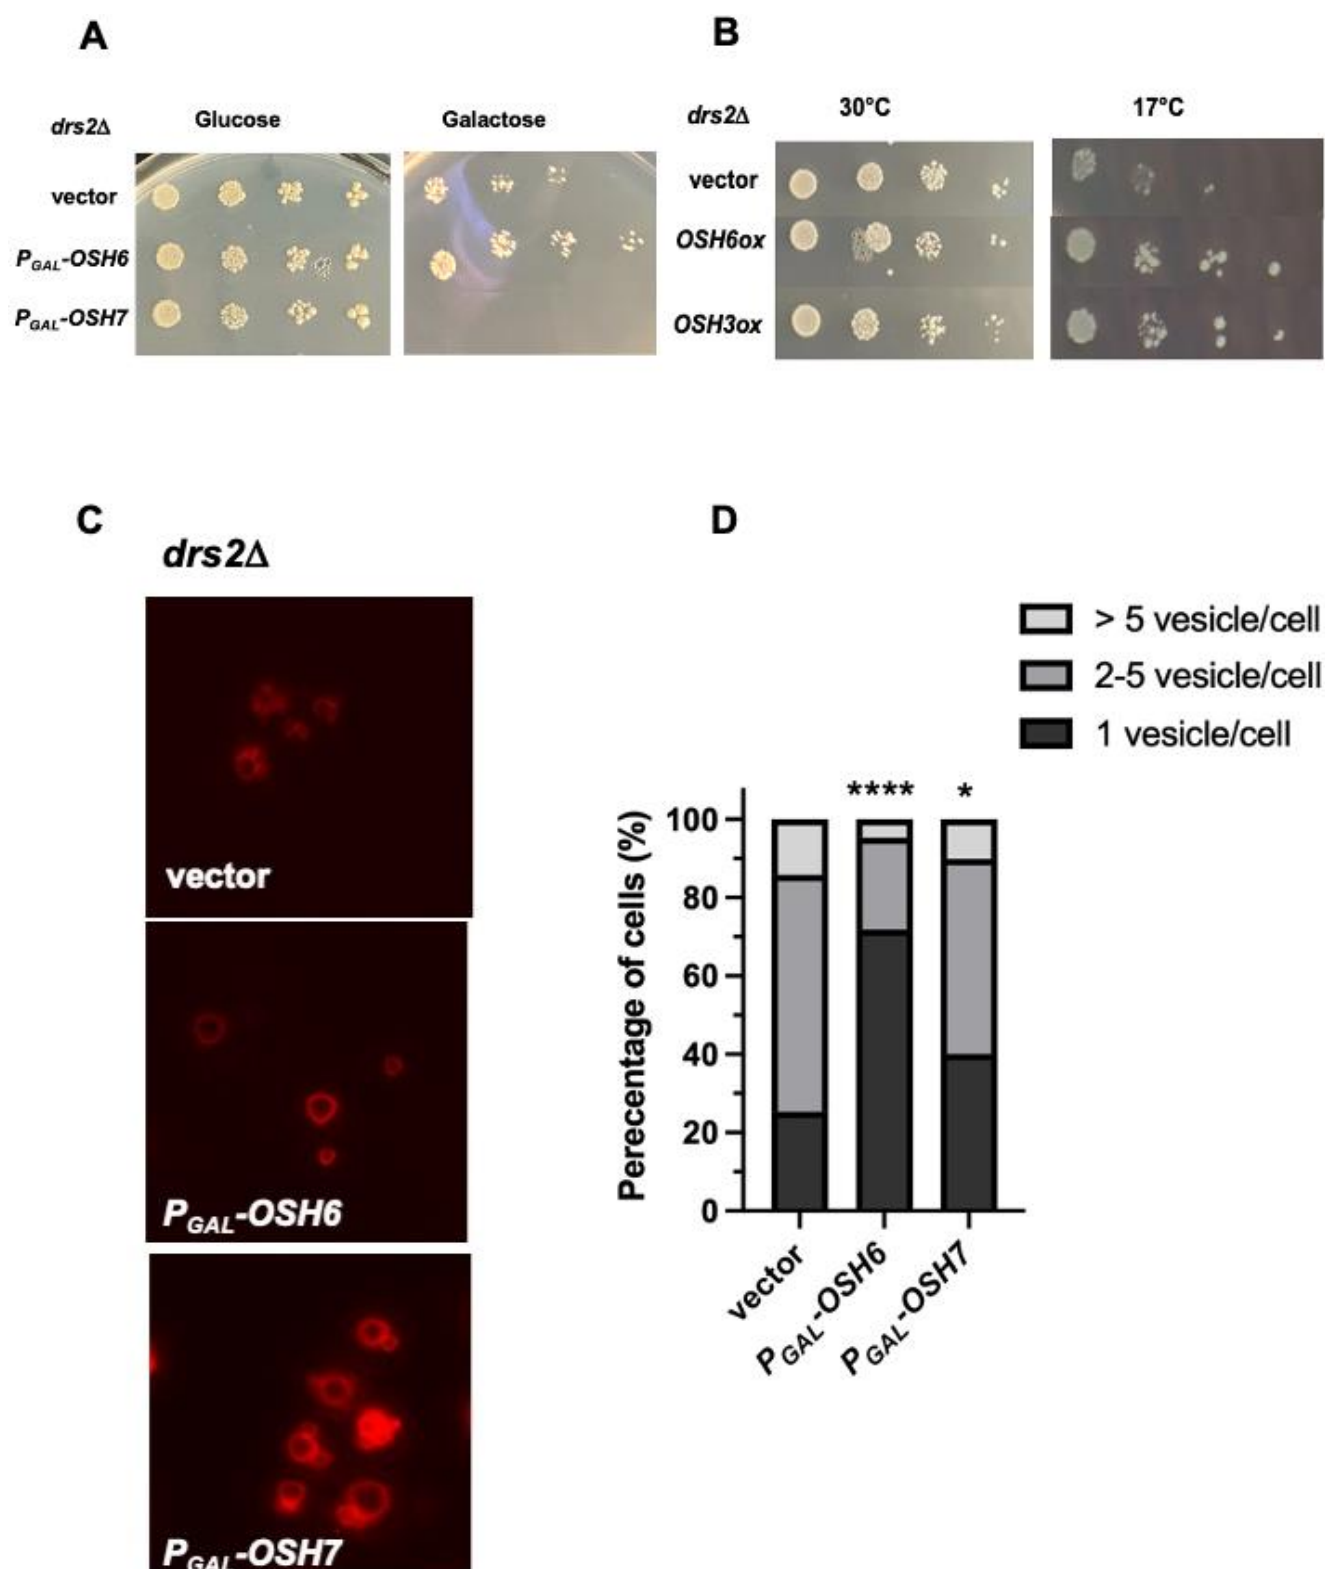 A
drs2Δ
Glucose
Galactose
vector
PGAL-OSH6
PGAL-OSH7
B
drs2Δ
30°C
17°C
vector
OSH6ox
OSH3ox
C
drs2Δ
vector
PGAL-OSH6
PGAL-OSH7
D
> 5 vesicle/cell
2-5 vesicle/cell
1 vesicle/cell
Perecentage of cells (%)
100
80
60
40
20
0
**** *
vector
PGAL-OSH6
PGAL-OSH7